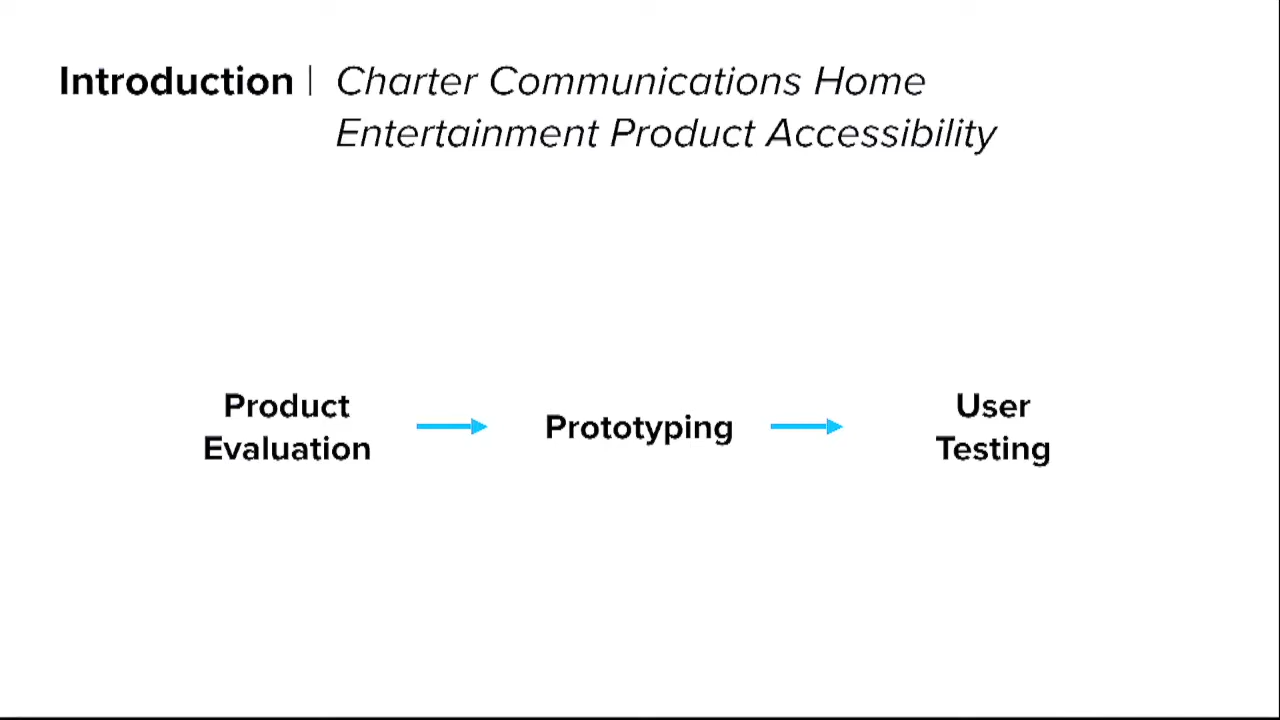 Introduction | Charter Communications Home
Entertainment Product Accessibility
Product
Evaluation
Prototyping
User
Testing